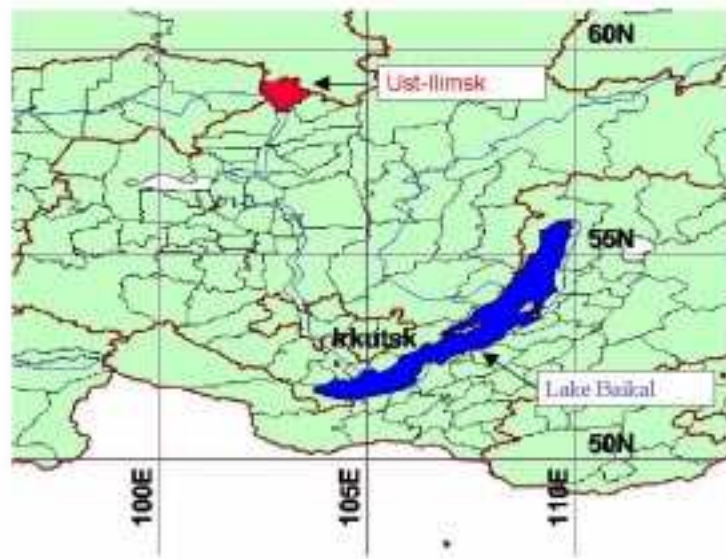 60N
Ust-Ilimsk
55N
Irkutsk
Lake Baikal
50N
100E
105E
110E